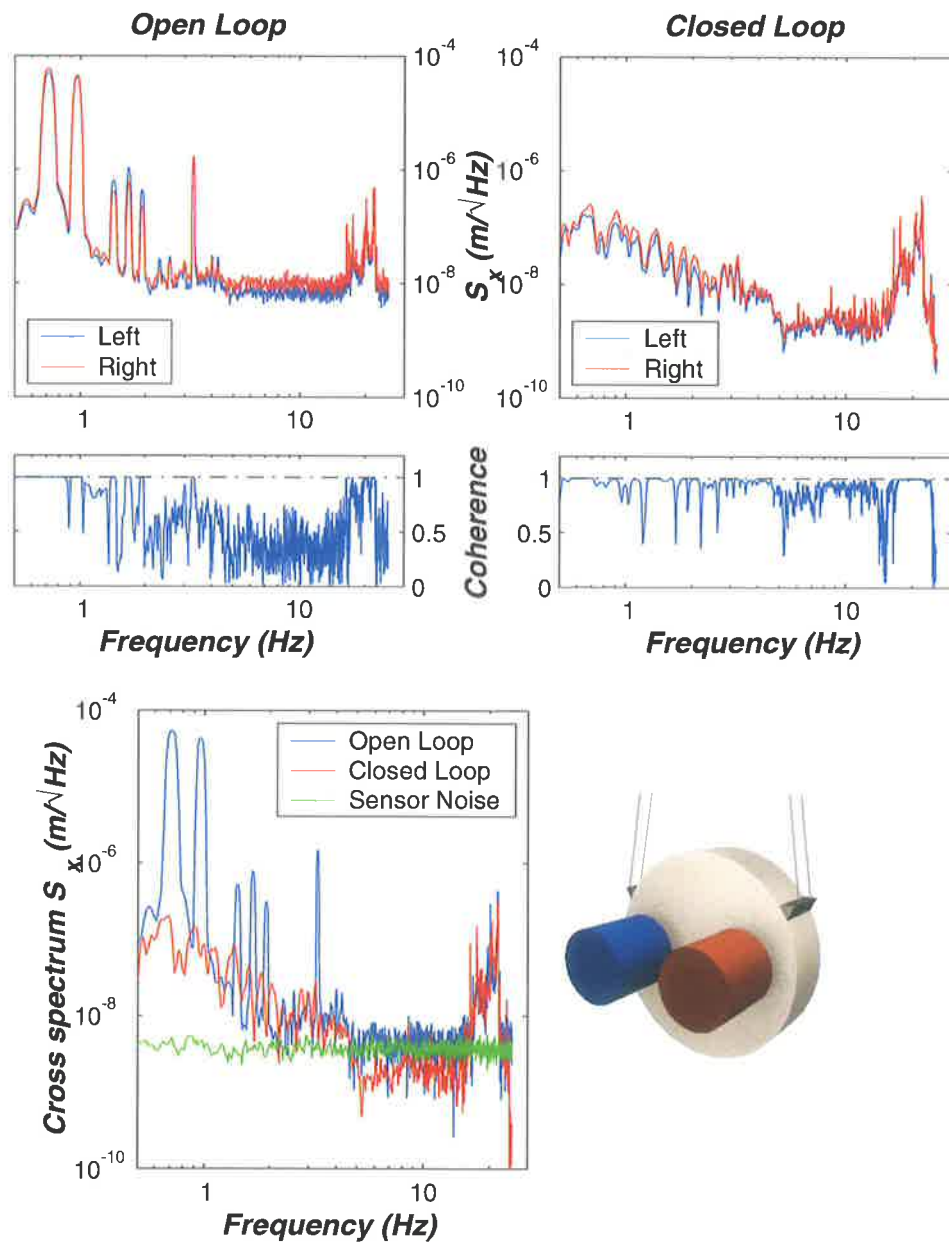 Open Loop
Closed Loop
10-4
10-6
10-8
10-10
S x (m/√Hz)
10-4
10-6
10-8
10-10
Left
Right
Left
Right
1
10
1
10
1
0.5
0
Coherence
1
0.5
0
1
10
1
10
Frequency (Hz)
Frequency (Hz)
Cross spectrum S x (m/√Hz)
10-4
10-6
10-8
10-10
Open Loop
Closed Loop
Sensor Noise
1
10
Frequency (Hz)